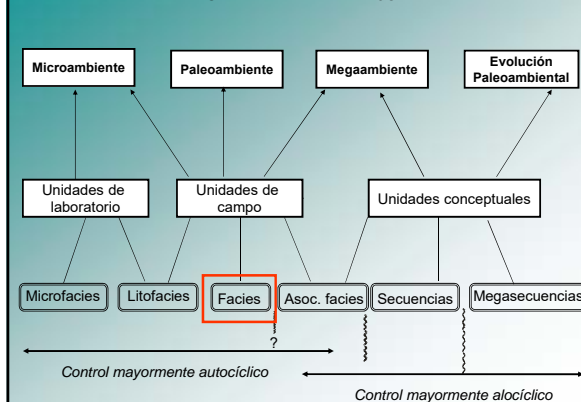 Microambiente
Paleoambiente
Megaambiente
Evolución
Paleoambiental
Unidades de
laboratorio
Unidades de
campo
Unidades conceptuales
Microfacies
Litofacies
Facies
Asoc. facies
Secuencias
Megasecuencias
?
Control mayormente autocíclico
Control mayormente alocíclico